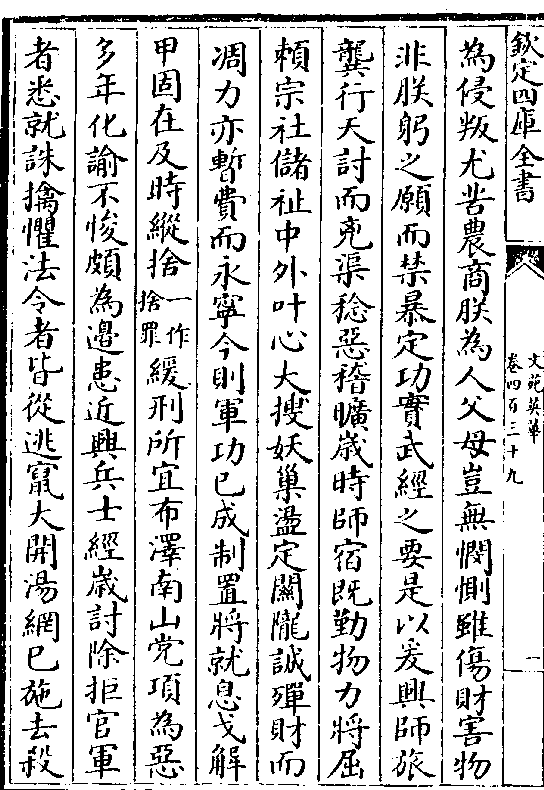 欽定四庫全書
文苑英華
卷四百三十九
一
為侵叛尤苦農商朕為人父母豈無憫惻雖傷財害物
非朕躬之願而禁暴定功實武經之要是以爰興師旅
龔行天討而兇渠稔惡稽曠歲時師宿既勤物力將屈
頼宗社儲祉中外叶心大搜妖巢盪定關隴誠殫財而
凋力亦暫費而永寧今則軍功已成制置將就息戈解
甲固在及時縱捨一作捨罪緩刑所宜布澤南山党項為惡
多年化諭不悛頗為邉患近興兵士經歲討除拒官軍
者悉就誅擒懼法令者皆從逃竄大開湯網已施去殺